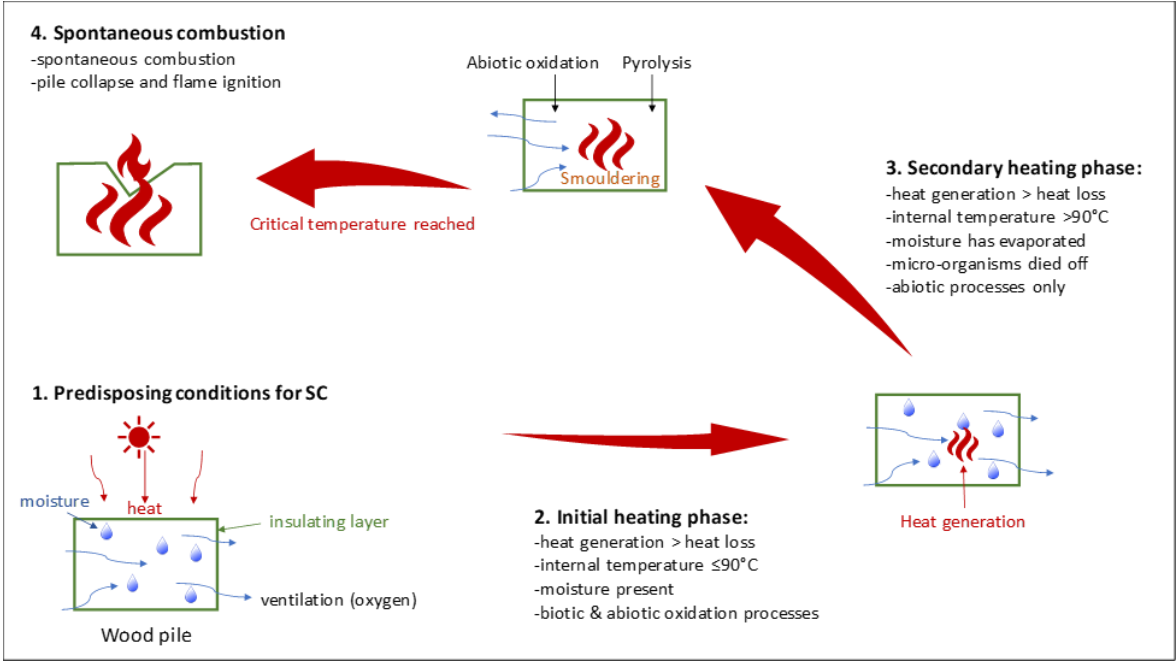 4. Spontaneous combustion
-spontaneous combustion
-pile collapse and flame ignition
Abiotic oxidation
Pyrolysis
Smouldering
Critical temperature reached
3. Secondary heating phase:
-heat generation > heat loss
-internal temperature >90°C
-moisture has evaporated
-micro-organisms died off
-abiotic processes only
1. Predisposing conditions for SC
moisture
heat
insulating layer
ventilation (oxygen)
Wood pile
2. Initial heating phase:
-heat generation > heat loss
-internal temperature ≤90°C
-moisture present
-biotic & abiotic oxidation processes
Heat generation